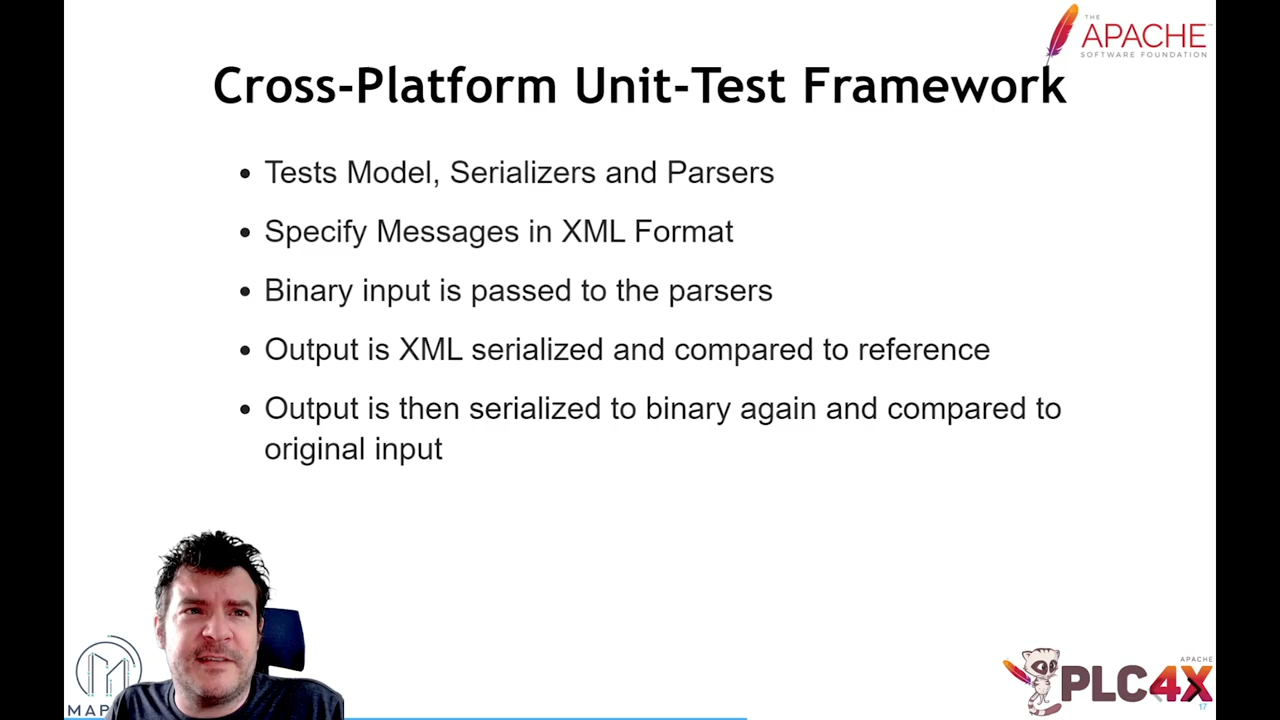 THE
APACHE
SOFTWARE FOUNDATION
Cross-Platform Unit-Test Framework
Tests Model, Serializers and Parsers
Specify Messages in XML Format
Binary input is passed to the parsers
Output is XML serialized and compared to reference
Output is then serialized to binary again and compared to
original input
APACHE
PLC4X
17